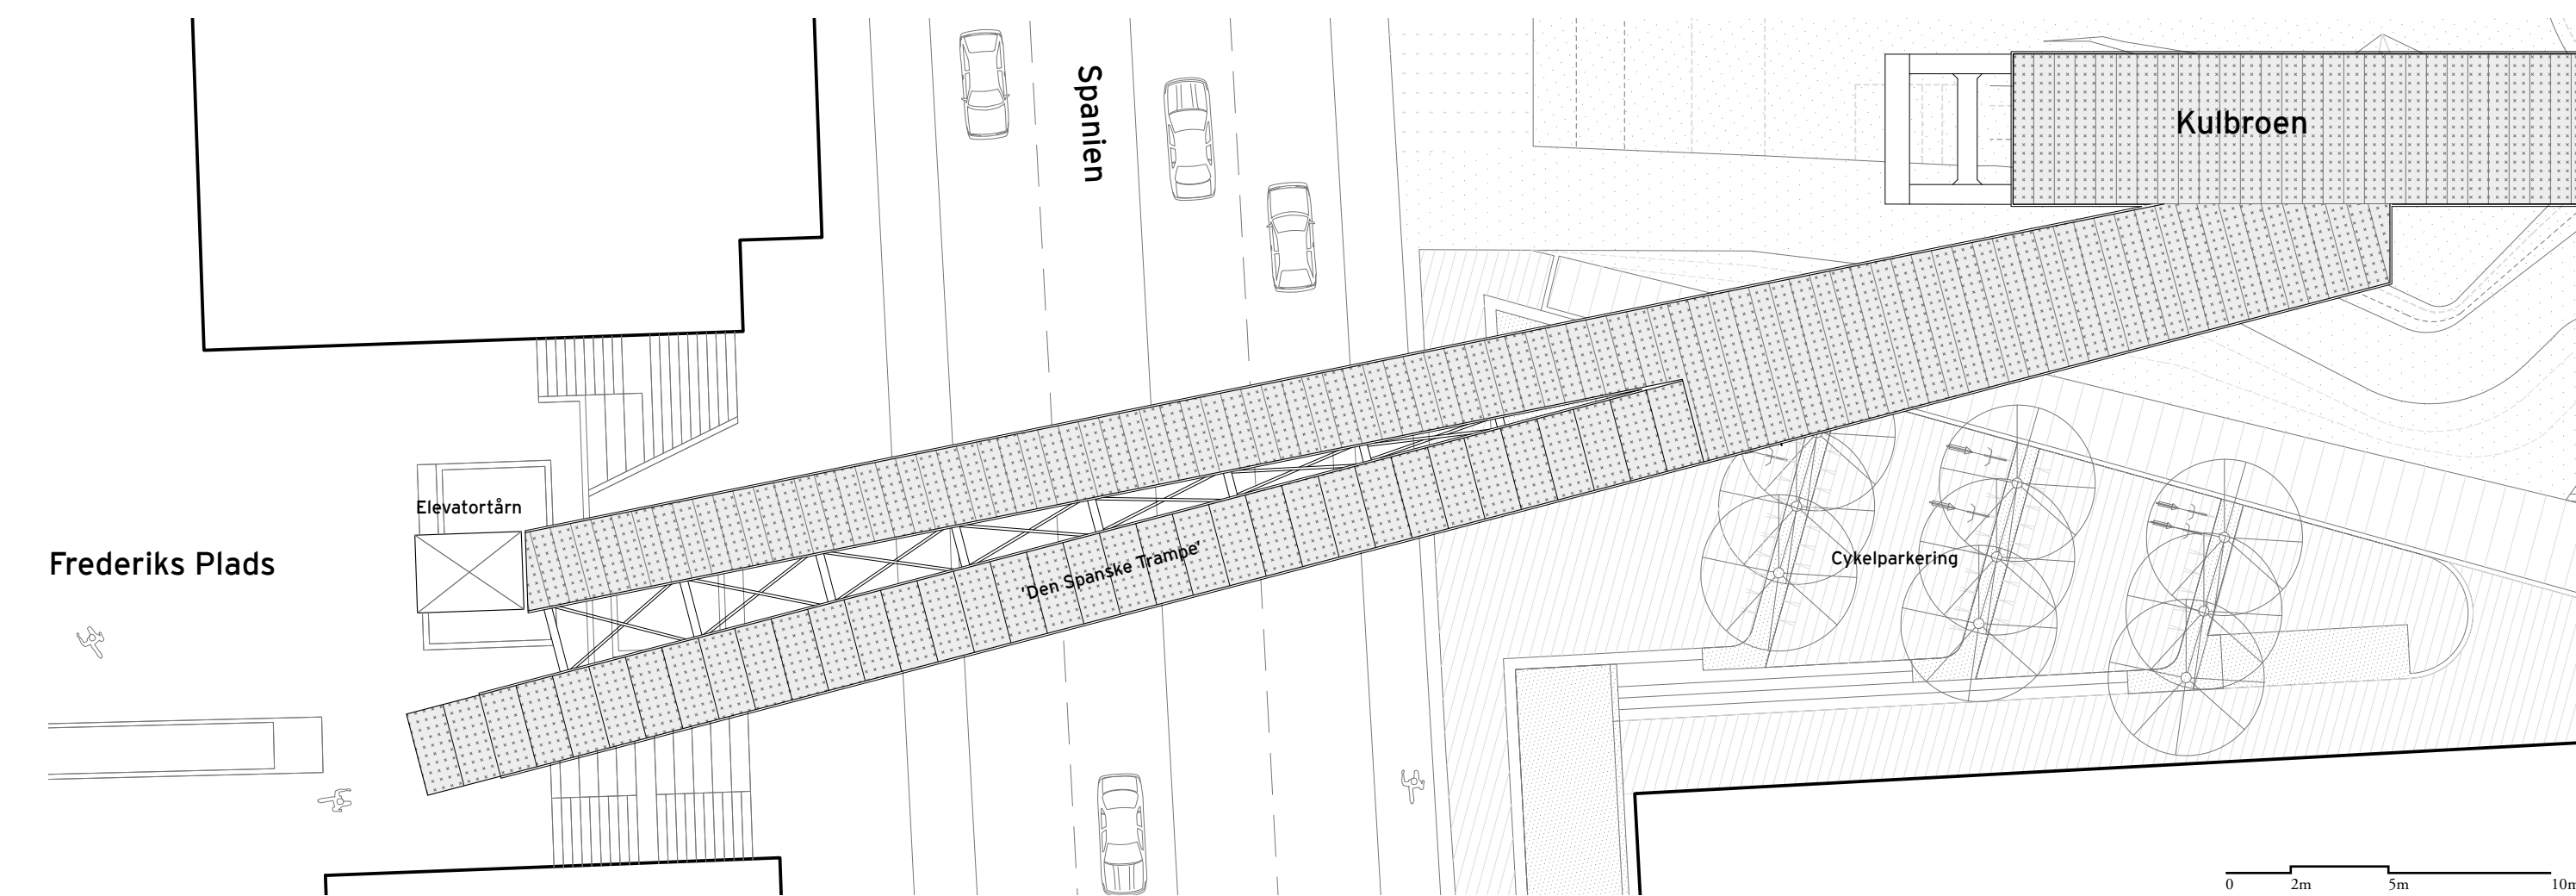 Spanien
Kulbroen
Elevatortårn
Frederiks Plads
'Den Spanske Trampe'
Cykelparkering
0 2m 5m 10m